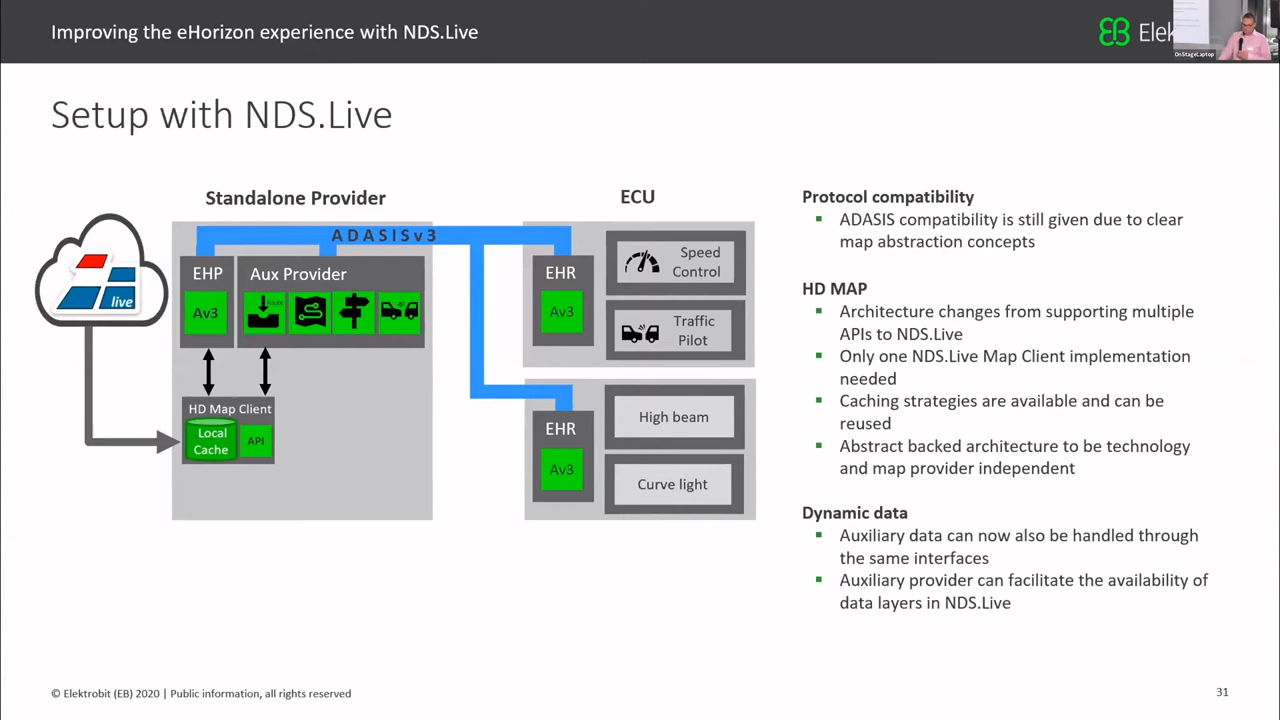 Improving the eHorizon experience with NDS.Live
EB Elek
OnStageLaptop
Setup with NDS.Live
Standalone Provider
ECU
live
ADASISv3
EHP
Av3
Aux Provider
Route
HD Map Client
Local
Cache
API
EHR
Av3
Speed
Control
Traffic
Pilot
EHR
Av3
High beam
Curve light
Protocol compatibility
ADASIS compatibility is still given due to clear
map abstraction concepts
HD MAP
Architecture changes from supporting multiple
APIs to NDS.Live
Only one NDS.Live Map Client implementation
needed
Caching strategies are available and can be
reused
Abstract backed architecture to be technology
and map provider independent
Dynamic data
Auxiliary data can now also be handled through
the same interfaces
Auxiliary provider can facilitate the availability of
data layers in NDS.Live
© Elektrobit (EB) 2020 | Public information, all rights reserved
31